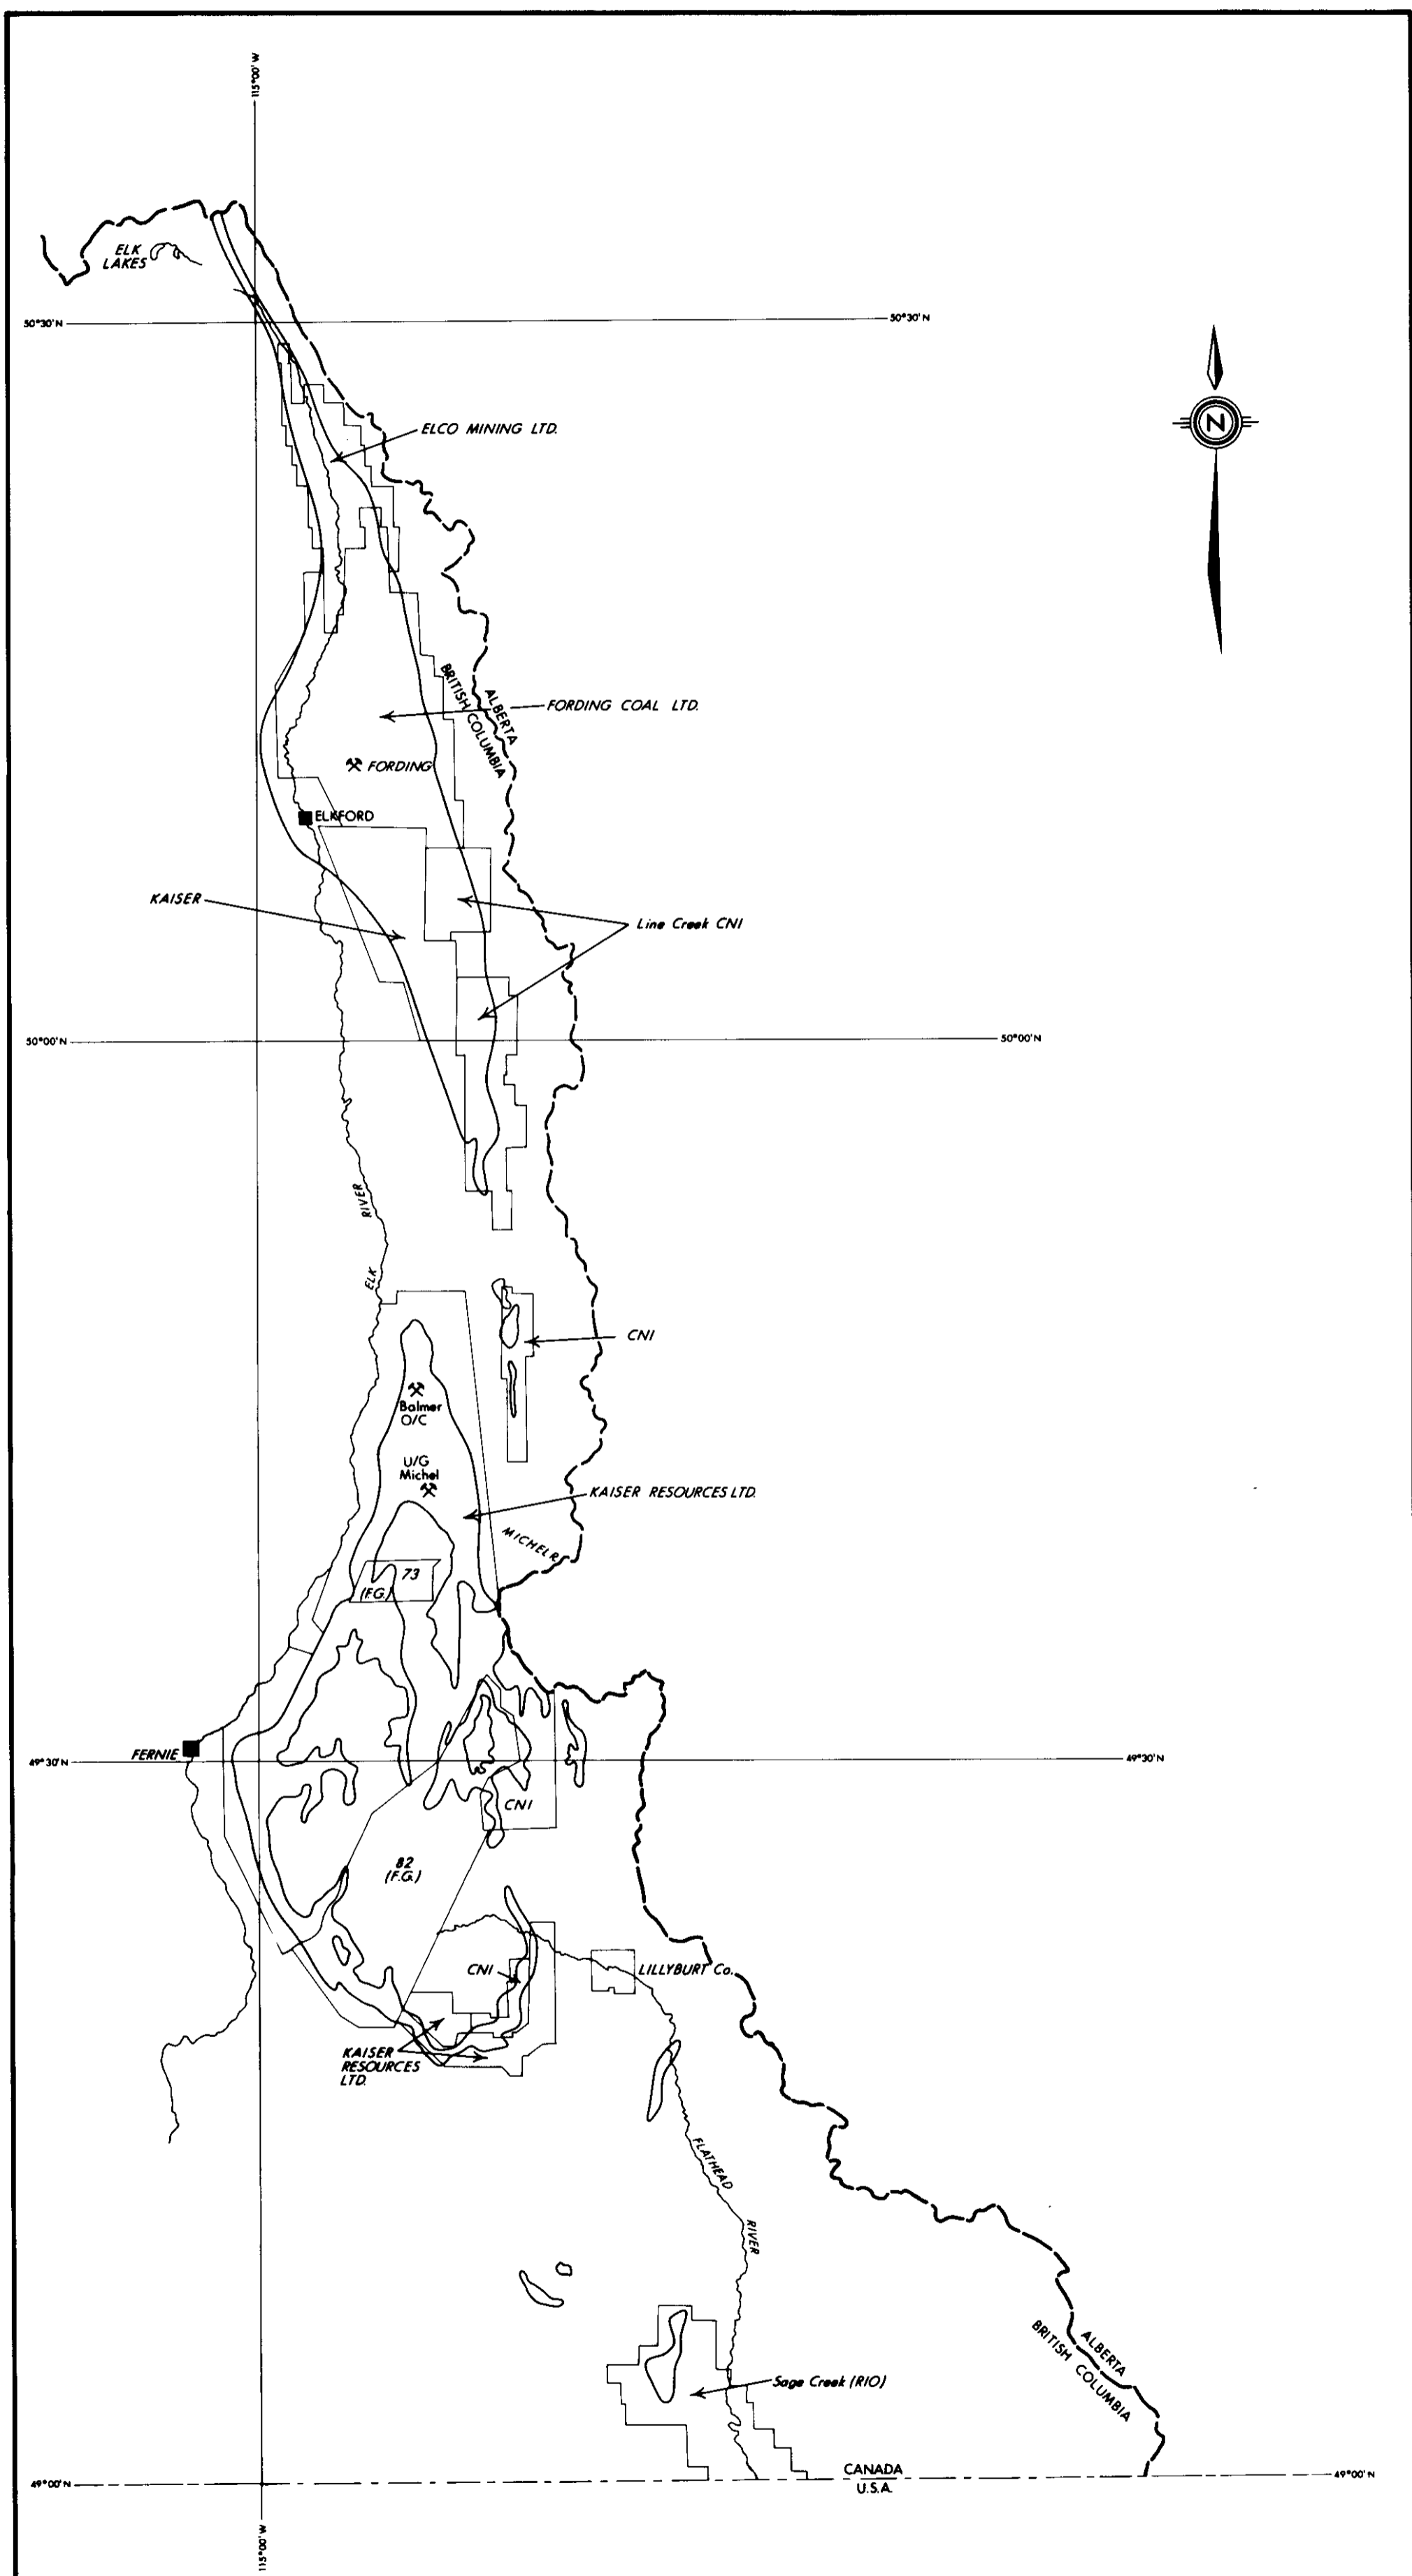 115°00'W
ELK
LAKES
50°30'N
50°30'N
N
ELCO MINING LTD.
ALBERTA
BRITISH COLUMBIA
FORDING COAL LTD.
FORDING
ELKFORD
KAISER
Line Creek CNI
50°00'N
50°00'N
RIVER
ELK
CNI
Balmer
O/C
U/G
Michel
KAISER RESOURCES LTD.
MICHEL R.
73
(F.G.)
FERNIE
49°30'N
49°30'N
CNI
82
(F.G.)
CNI
LILLYBURT Co.
KAISER
RESOURCES
LTD.
FLATHEAD
RIVER
ALBERTA
BRITISH COLUMBIA
Sage Creek (RIO)
49°00'N
CANADA
U.S.A.
49°00'N
115°00'W